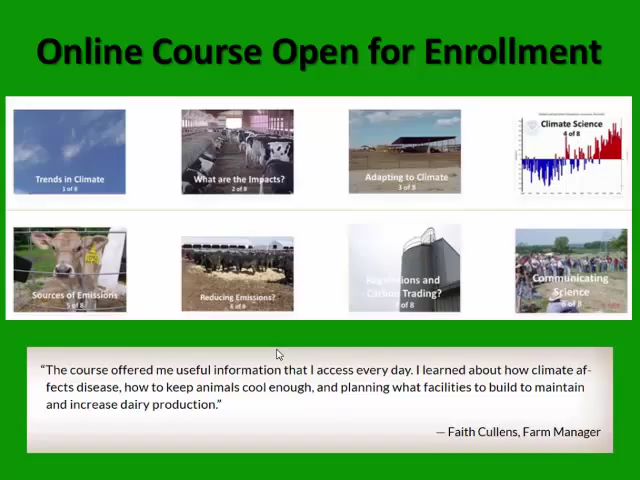 Online Course Open for Enrollment
Trends in Climate
1 of 8
What are the Impacts?
2 of 8
Adapting to Climate
3 of 8
Climate Science
4 of 8
Sources of Emissions
5 of 8
Reducing Emissions?
6 of 8
Regulations and
Carbon Trading?
7 of 8
Communicating
Science
8 of 8
“The course offered me useful information that I access every day. I learned about how climate af-
fects disease, how to keep animals cool enough, and planning what facilities to build to maintain
and increase dairy production.”
— Faith Cullens, Farm Manager